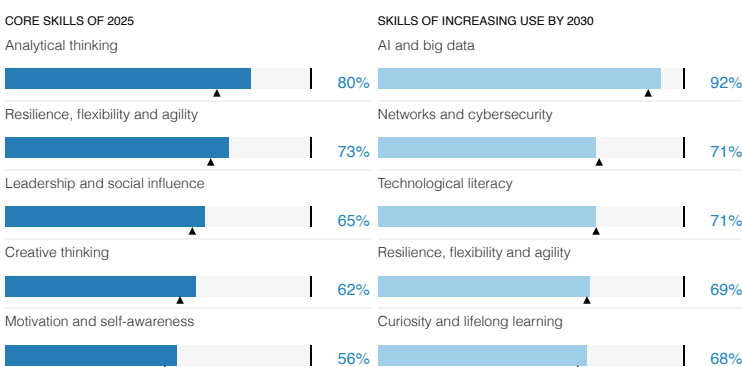 CORE SKILLS OF 2025
Analytical thinking
80%
Resilience, flexibility and agility
73%
Leadership and social influence
65%
Creative thinking
62%
Motivation and self-awareness
56%
SKILLS OF INCREASING USE BY 2030
AI and big data
92%
Networks and cybersecurity
71%
Technological literacy
71%
Resilience, flexibility and agility
69%
Curiosity and lifelong learning
68%